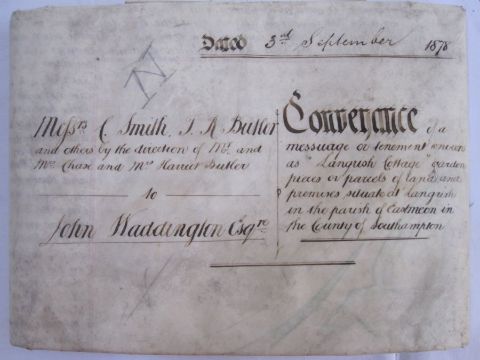 Dated 3rd September 1878
Messrs C. Smith, T. A. Butler
and others by the direction of Mr. and
Mrs Chase and Mrs Harriet Butler
to
John Waddington Esqre
Conveyance of a
messuage or tenement known
as "Langrish Cottage" garden
pieces or parcels of land and
premises situate at Langrish
in the parish of Eastmeon in
the County of Southampton
N